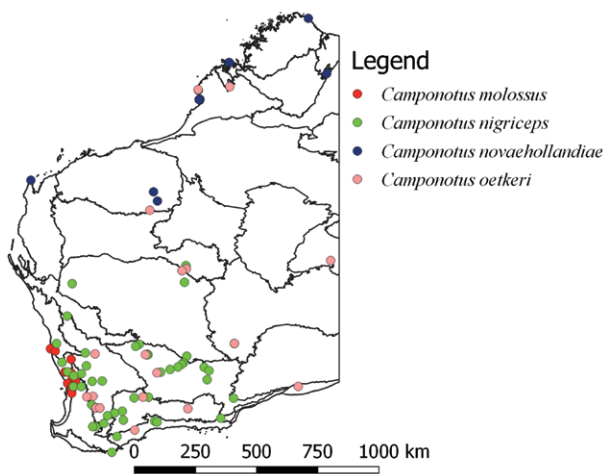 Legend
Camponotus molossus
Camponotus nigriceps
Camponotus novaehollandiae
Camponotus oetkeri
0 250 500 750 1000 km